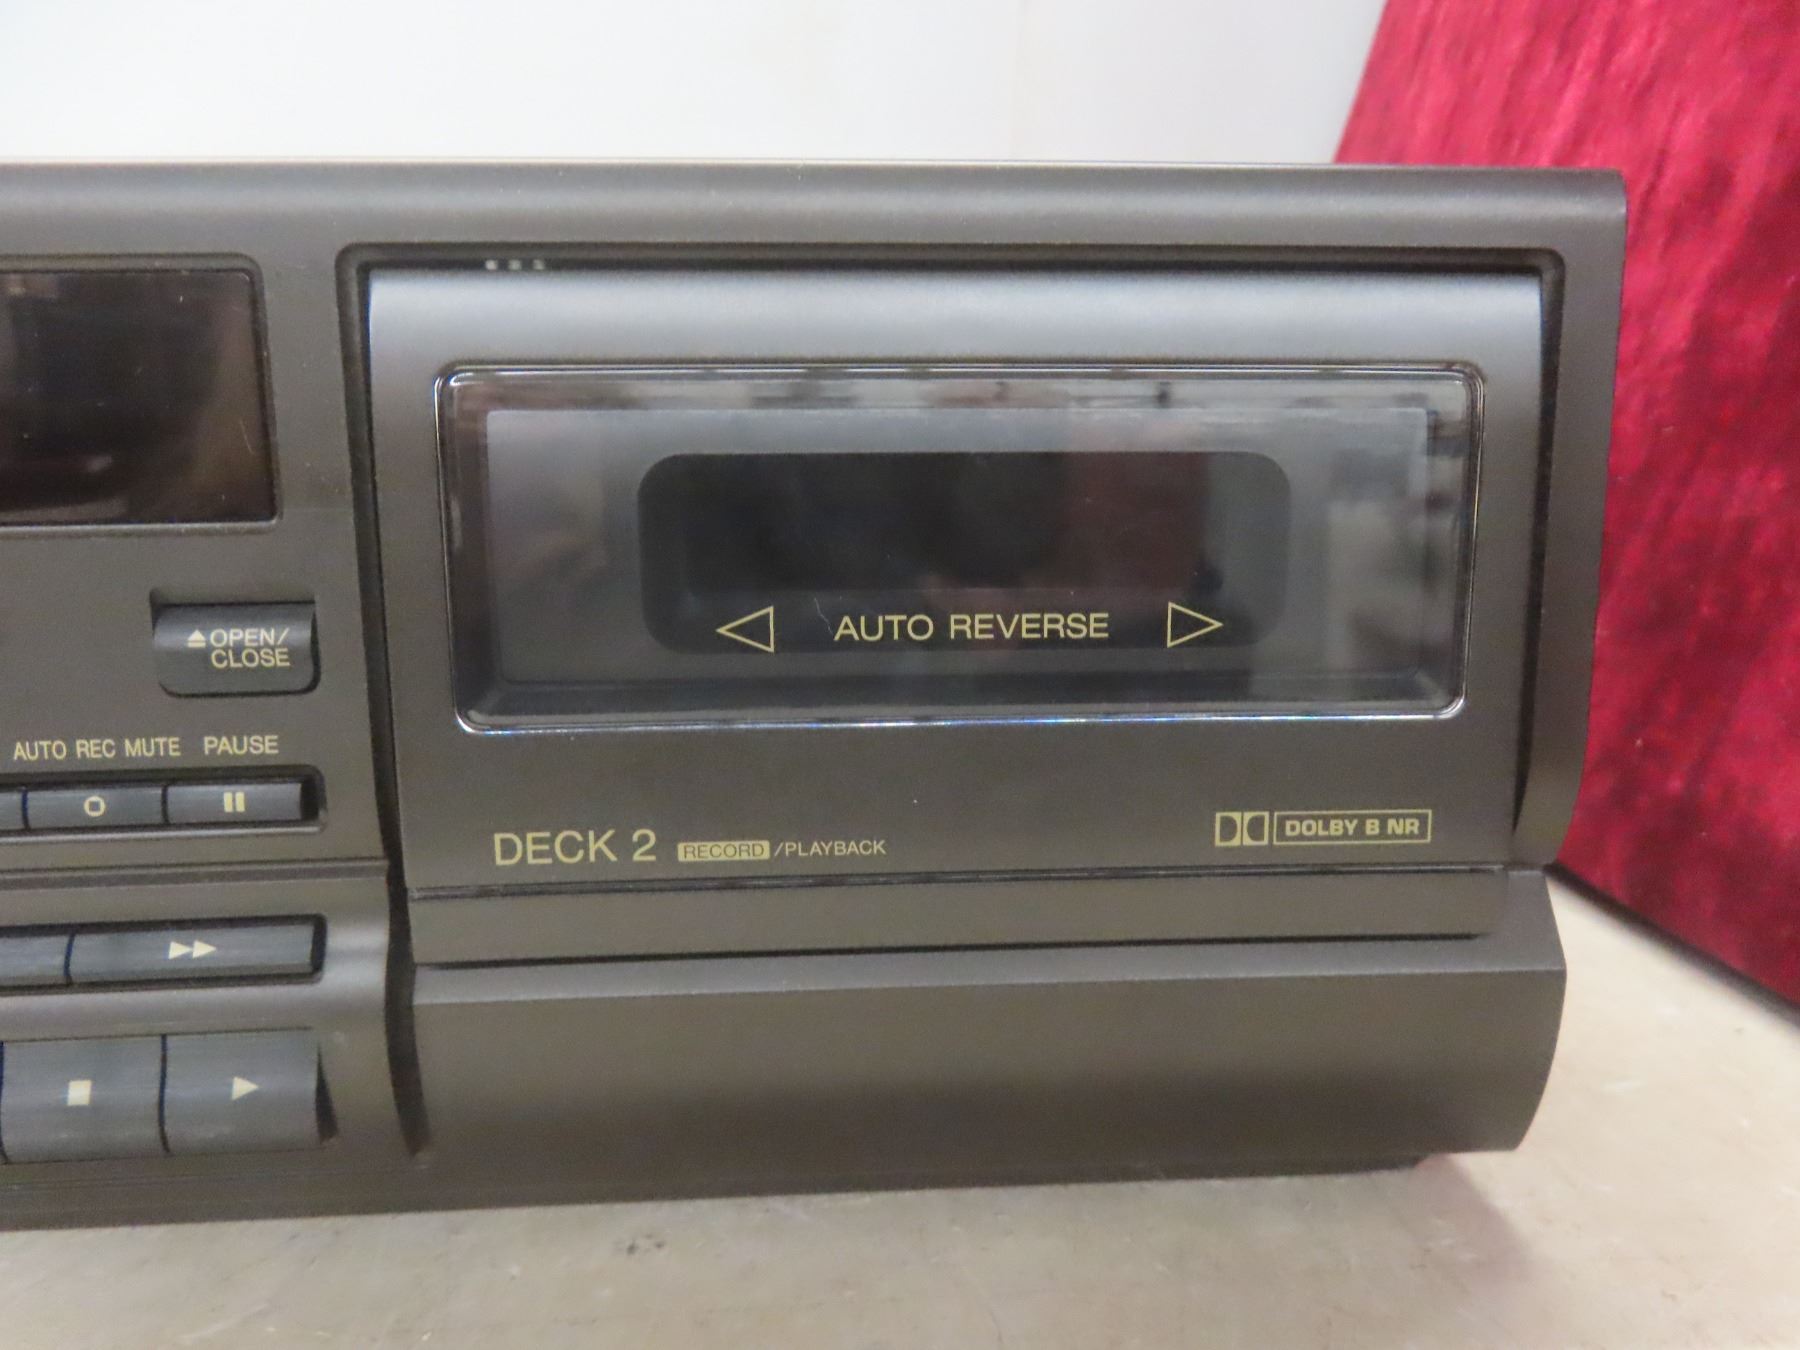 OPEN/
CLOSE
AUTO REC MUTE PAUSE
AUTO REVERSE
DECK 2 RECORD /PLAYBACK
DOLBY B NR